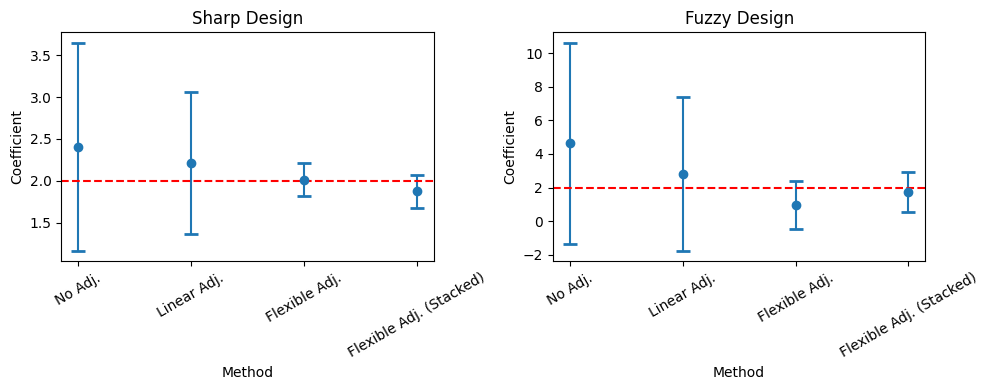 Sharp Design
Coefficient
3.5
3.0
2.5
2.0
1.5
No Adj.
Linear Adj.
Flexible Adj.
Flexible Adj. (Stacked)
Method
Fuzzy Design
Coefficient
10
8
6
4
2
0
−2
No Adj.
Linear Adj.
Flexible Adj.
Flexible Adj. (Stacked)
Method